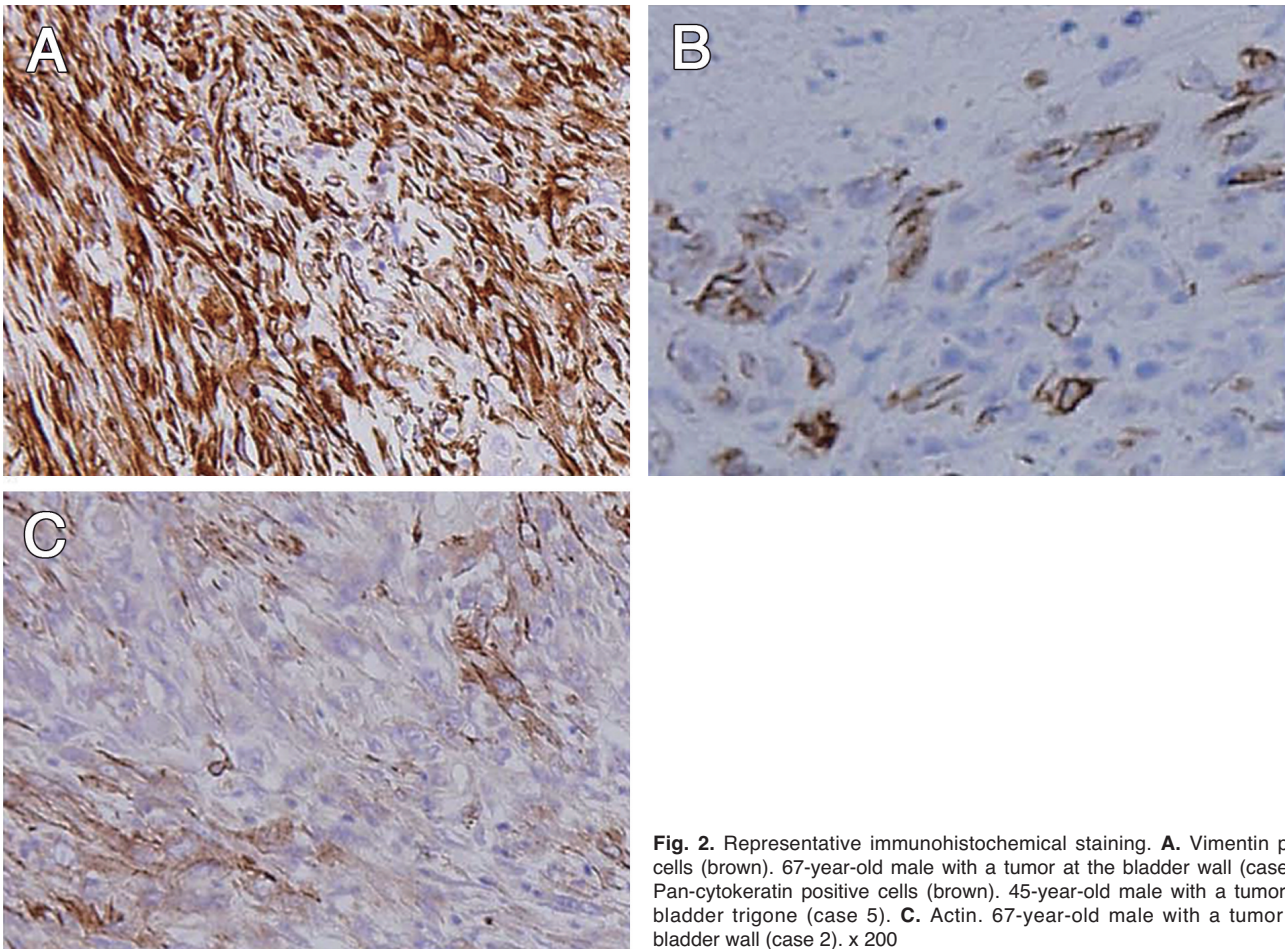 A
B
C
Fig. 2. Representative immunohistochemical staining. A. Vimentin p
cells (brown). 67-year-old male with a tumor at the bladder wall (case
Pan-cytokeratin positive cells (brown). 45-year-old male with a tumor
bladder trigone (case 5). C. Actin. 67-year-old male with a tumor
bladder wall (case 2). x 200